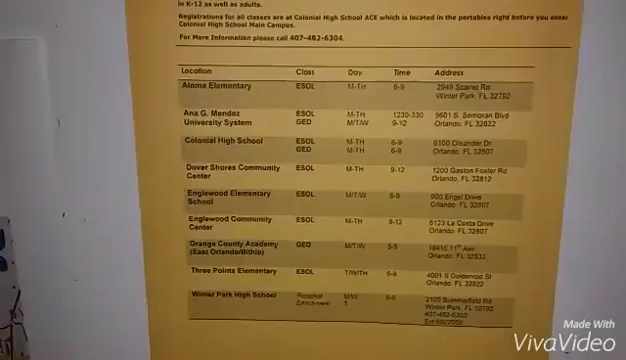 in K-12 as well as adults.
Registrations for all classes are at Colonial High School ACE which is located in the portables right before you enter
Colonial High School Main Campus.
For More Information please call 407-482-6304.
Location Class Day Time Address
Aloma Elementary ESOL M-TH 6-9 2949 Scarlet Rd.
Winter Park, FL 32792
Ana G. Mendez ESOL M-TH 1230-330 5601 S. Semoran Blvd
University System GED M/T/W 9-12 Orlando, FL 32822
Colonial High School ESOL M-TH 6-9 6100 Oleander Dr.
GED M-TH 6-9 Orlando, FL 32807
Dover Shores Community ESOL M-TH 9-12 1200 Gaston Foster Rd
Center Orlando, FL 32812
Englewood Elementary ESOL M/T/W 6-9 900 Engel Drive
School Orlando, FL 32807
Englewood Community ESOL M-TH 9-12 6123 La Costa Drive
Center Orlando, FL 32807
Orange County Academy GED M/T/W 11th Ave
(East Orlando/Bithlo) Orlando, FL
Three Points Elementary ESOL T/W/TH 6-9 4001 S Goldenrod St
Orlando, FL 32822
Winter Park High School Personal M/W 2100 Summerfield Rd
Enrichment T Winter Park, FL 32792
407-482-6303
Ext
Made With
VivaVideo